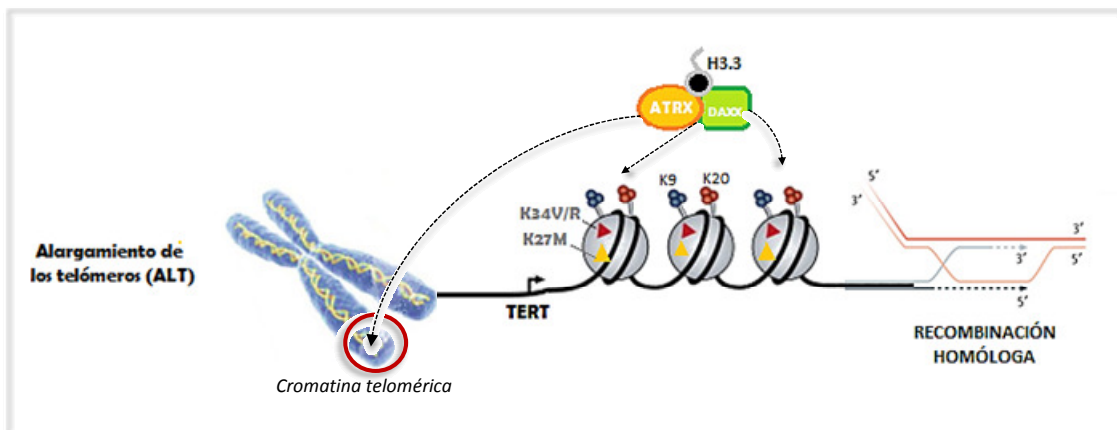 H3.3
ATRX
DAXX
K9
K20
K34V/R
K27M
Alargamiento de
los telómeros (ALT)
TERT
Cromatina telomérica
5’
3’
3’
3’
5’
5’
RECOMBINACIÓN
HOMÓLOGA